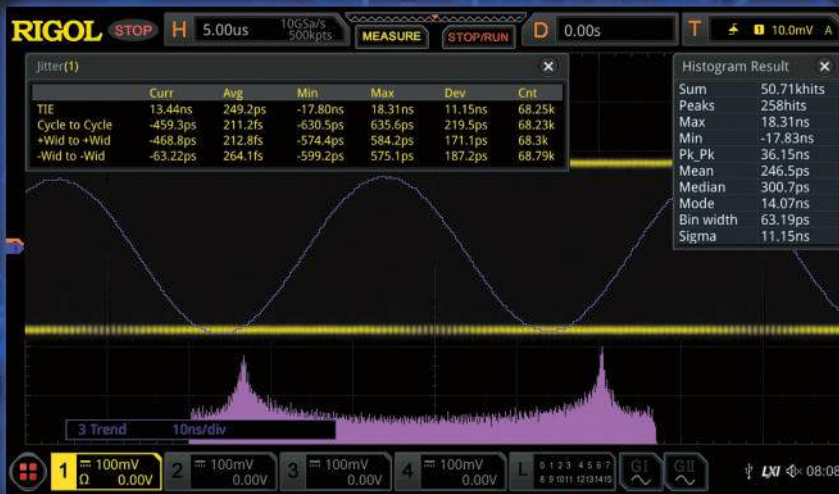 RIGOL STOP H 5.00us 10GSa/s 500kpts MEASURE STOP/RUN D 0.00s T 1 10.0mV A
Jitter(1)
Curr Avg Min Max Dev Cnt
TIE 13.44ns 249.2ps -17.80ns 18.31ns 11.15ns 68.25k
Cycle to Cycle -459.3ps 211.2fs -630.5ps 635.6ps 219.5ps 68.23k
+Wid to +Wid -468.8ps 212.8fs -574.4ps 584.2ps 171.1ps 68.3k
-Wid to -Wid -63.22ps 264.1fs -599.2ps 575.1ps 187.2ps 68.79k
Histogram Result
Sum 50.71khits
Peaks 258hits
Max 18.31ns
Min -17.83ns
Pk_Pk 36.15ns
Mean 246.5ps
Median 300.7ps
Mode 14.07ns
Bin width 63.19ps
Sigma 11.15ns
3 Trend 10ns/div
1 100mV Ω 0.00V
2 100mV 0.00V
3 100mV 0.00V
4 100mV 0.00V
L 0 1 2 3 4 5 6 7
8 9 10 11 12 13 14 15
GI GII
LXI 08:08